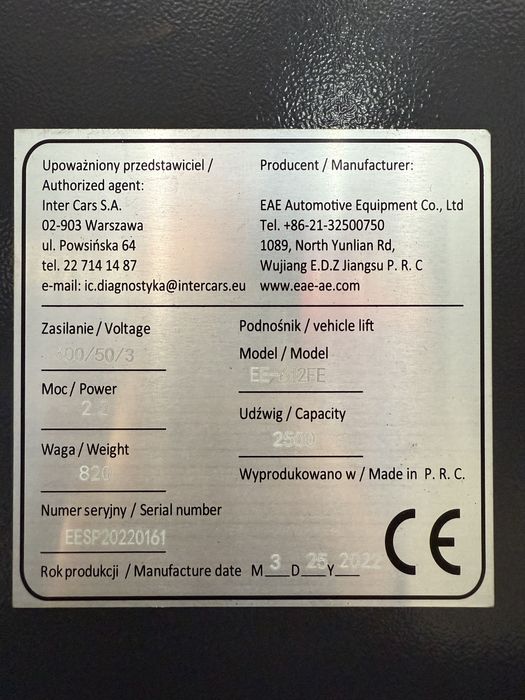 Upoważniony przedstawiciel /
Authorized agent:
Inter Cars S.A.
02-903 Warszawa
ul. Powsińska 64
tel. 22 714 14 87
e-mail: ic.diagnostyka@intercars.eu
Producent / Manufacturer:
EAE Automotive Equipment Co., Ltd
Tel. +86-21-32500750
1089, North Yunlian Rd,
Wujiang E.D.Z Jiangsu P. R. C
www.eae-ae.com
Zasilanie / Voltage
Moc / Power
Waga / Weight
820
Numer seryjny / Serial number
EESP20220161
Podnośnik / vehicle lift
Model / Model
Udźwig / Capacity
2500
Wyprodukowano w / Made in P. R. C.
CE
Rok produkcji / Manufacture date M 3 D 25 Y 2022